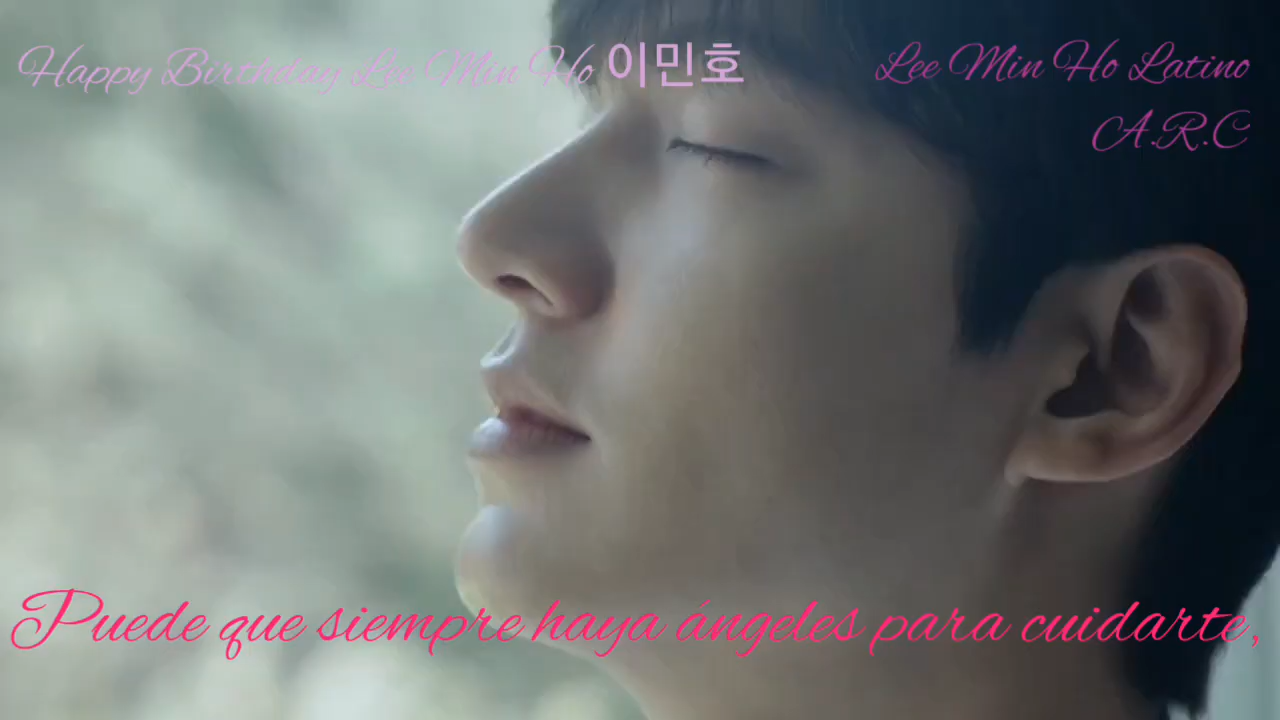 Happy Birthday Lee Min Ho 이민호
Lee Min Ho Latino
A.R.C
Puede que siempre haya ángeles para cuidarte,